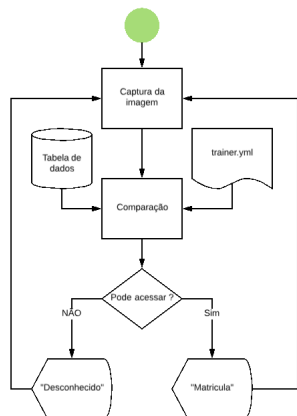 Captura da
imagem
Tabela de
dados
trainer.yml
Comparação
Pode acessar ?
NÃO
Sim
"Desconhecido"
"Matricula"